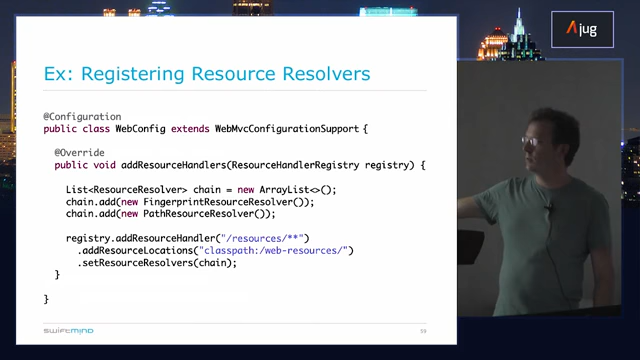 Ex: Registering Resource Resolvers
@Configuration
public class WebConfig extends WebMvcConfigurationSupport {
@Override
public void addResourceHandlers(ResourceHandlerRegistry registry) {
List<ResourceResolver> chain = new ArrayList<>();
chain.add(new FingerprintResourceResolver());
chain.add(new PathResourceResolver());
registry.addResourceHandler("/resources/**")
.addResourceLocations("classpath:/web-resources/")
.setResourceResolvers(chain);
}
}
swiftmind
39
Ajug